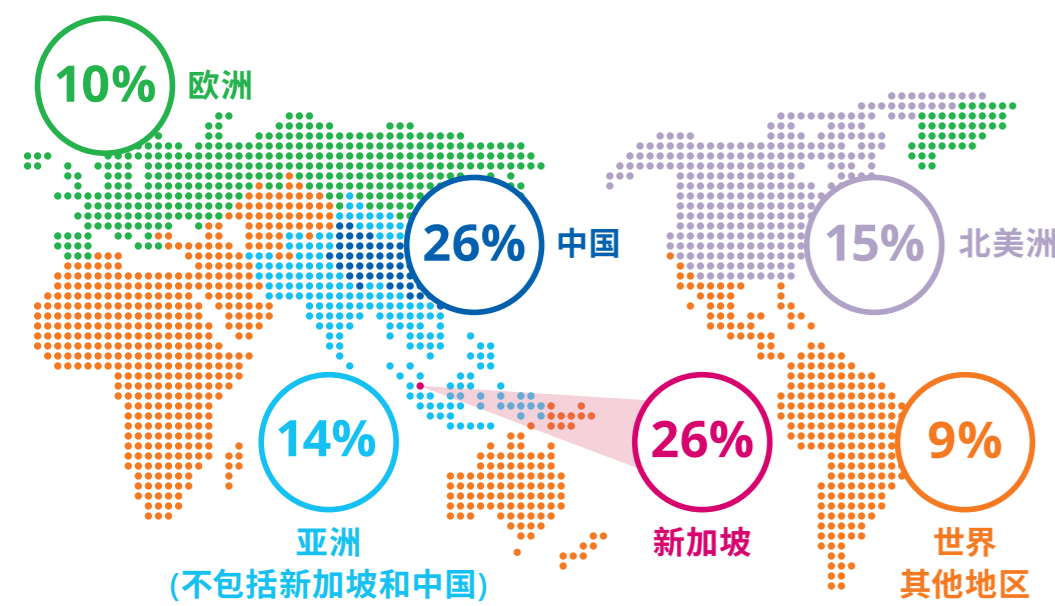 10%
欧洲
26%
中国
15%
北美洲
14%
亚洲
(不包括新加坡和中国)
26%
新加坡
9%
世界
其他地区